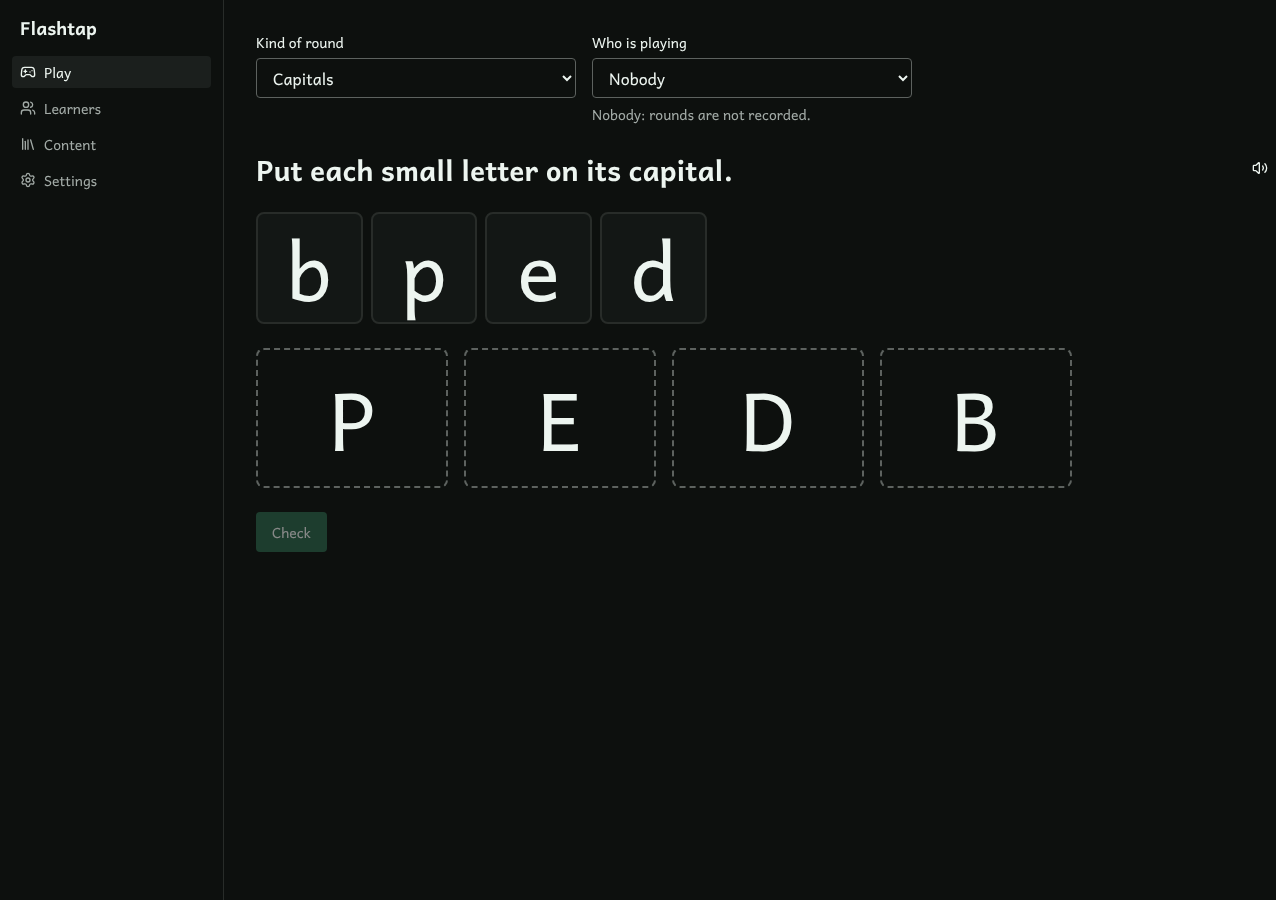 Flashtap
Play
Learners
Content
Settings
Kind of round
Capitals
Who is playing
Nobody
Nobody: rounds are not recorded.
Put each small letter on its capital.
b p e d
P E D B
Check